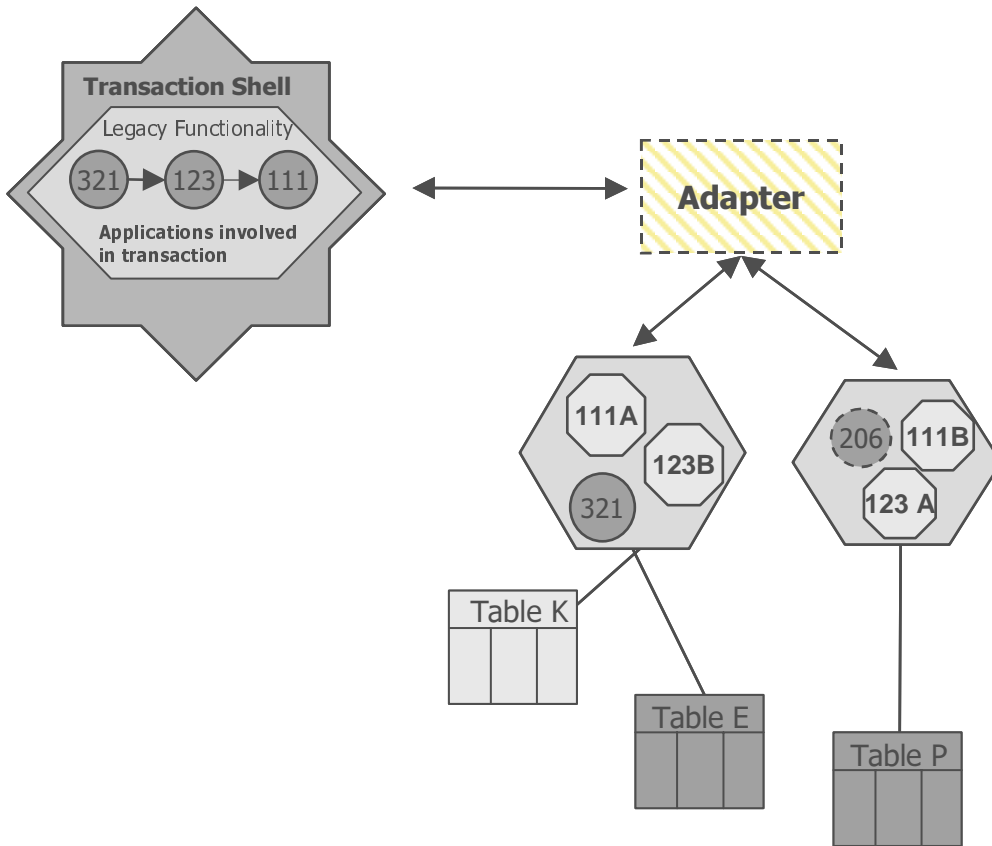 Transaction Shell
Legacy Functionality
321 123 111
Applications involved
in transaction
Adapter
111A
123B
321
206
111B
123 A
Table K
Table E
Table P